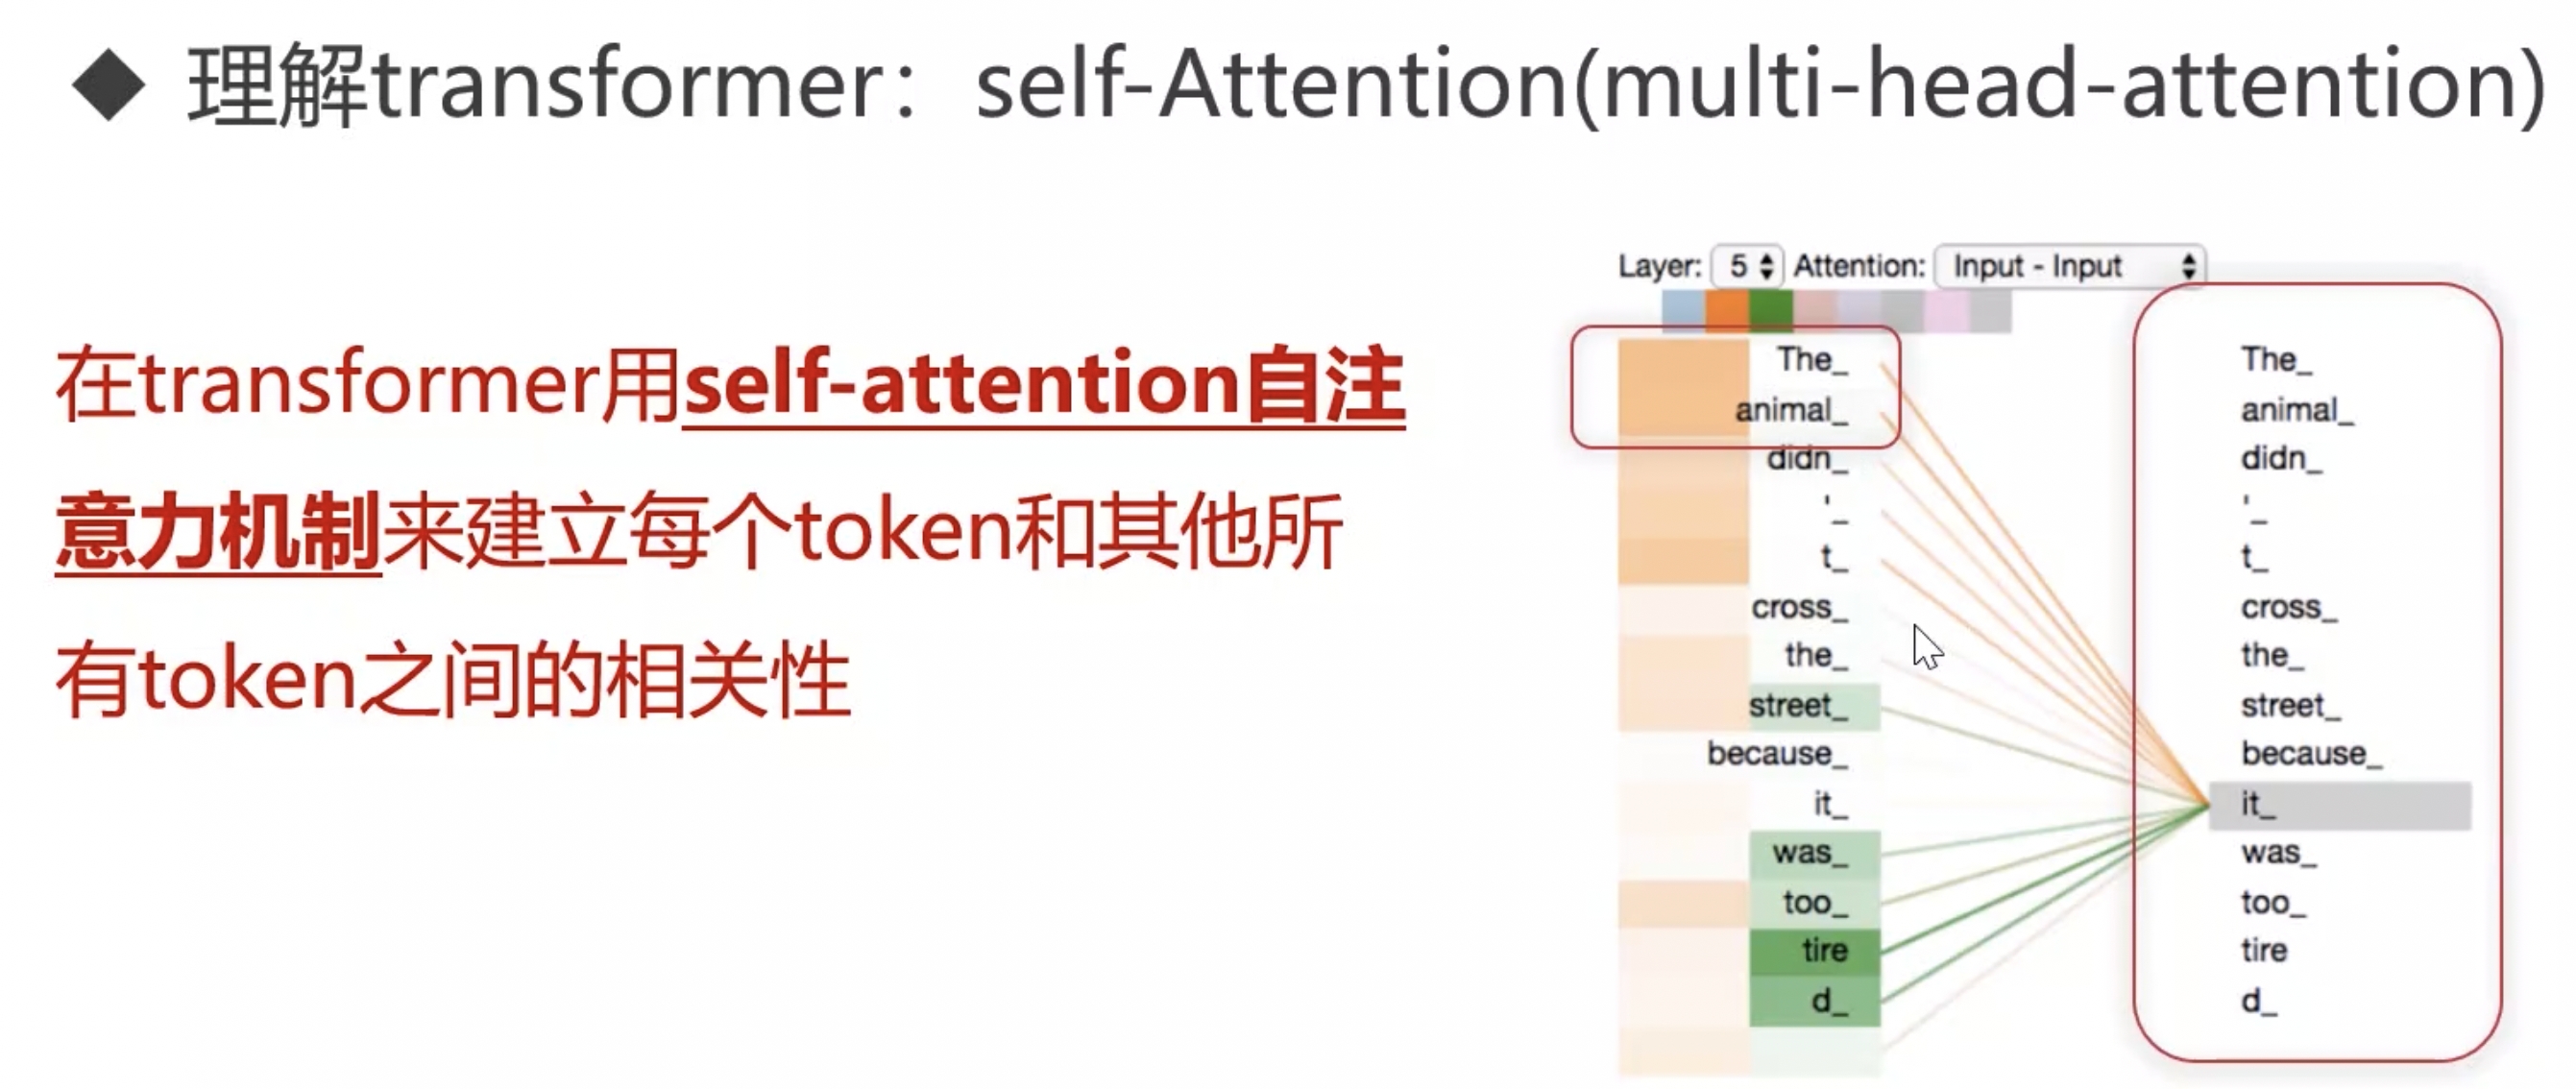 ◆ 理解transformer：self-Attention(multi-head-attention)
在transformer用self-attention自注
意力机制来建立每个token和其他所
有token之间的相关性
Layer: 5 Attention: Input - Input
The_ The_
animal_ animal_
didn_ didn_
'_ '_
t_ t_
cross_ cross_
the_ the_
street_ street_
because_ because_
it_ it_
was_ was_
too_ too_
tire tire
d_ d_